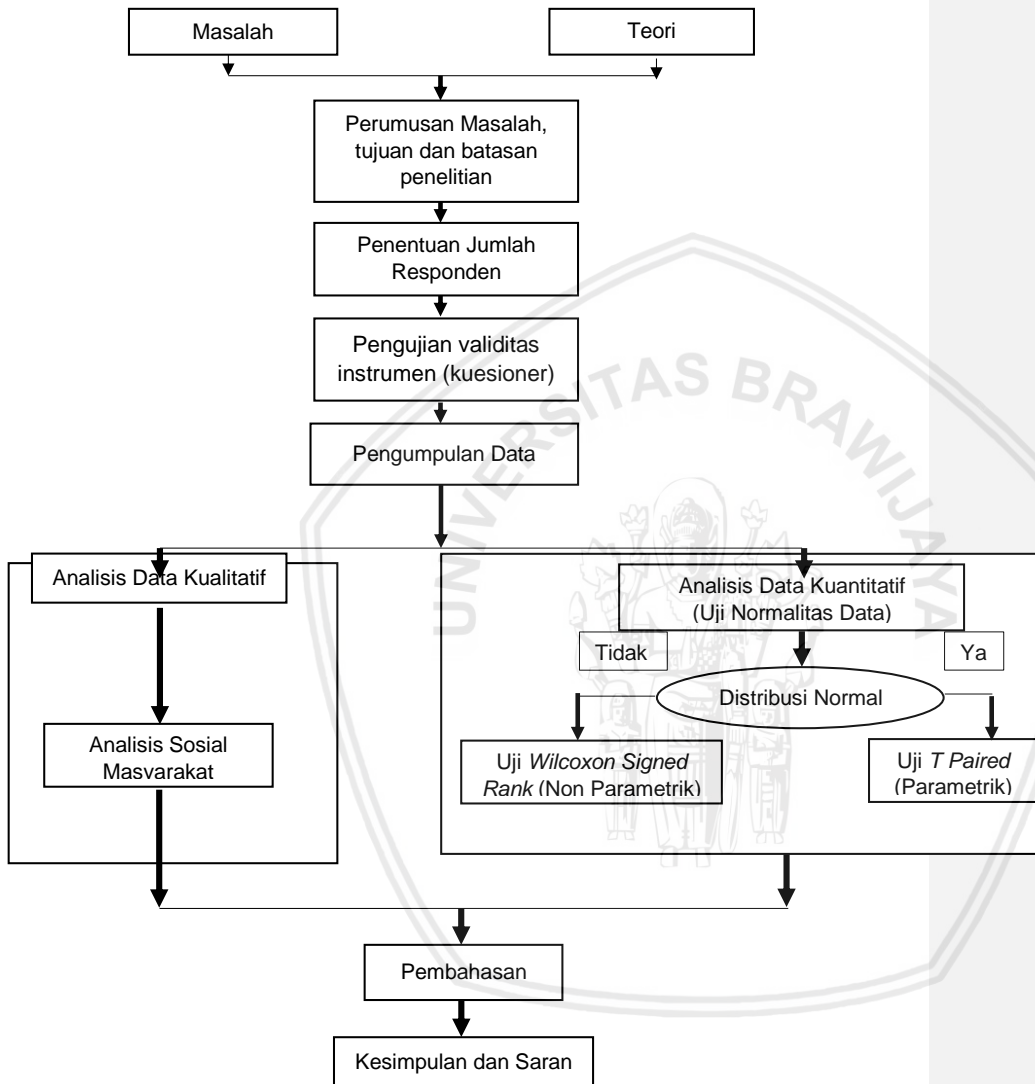 Masalah
Teori
Perumusan Masalah,
tujuan dan batasan
penelitian
Penentuan Jumlah
Responden
Pengujian validitas
instrumen (kuesioner)
Pengumpulan Data
UNIVERSITAS BRAWIJAYA
Analisis Data Kualitatif
Analisis Data Kuantitatif
(Uji Normalitas Data)
Tidak
Ya
Distribusi Normal
Analisis Sosial
Masyarakat
Uji Wilcoxon Signed
Rank (Non Parametrik)
Uji T Paired
(Parametrik)
Pembahasan
Kesimpulan dan Saran